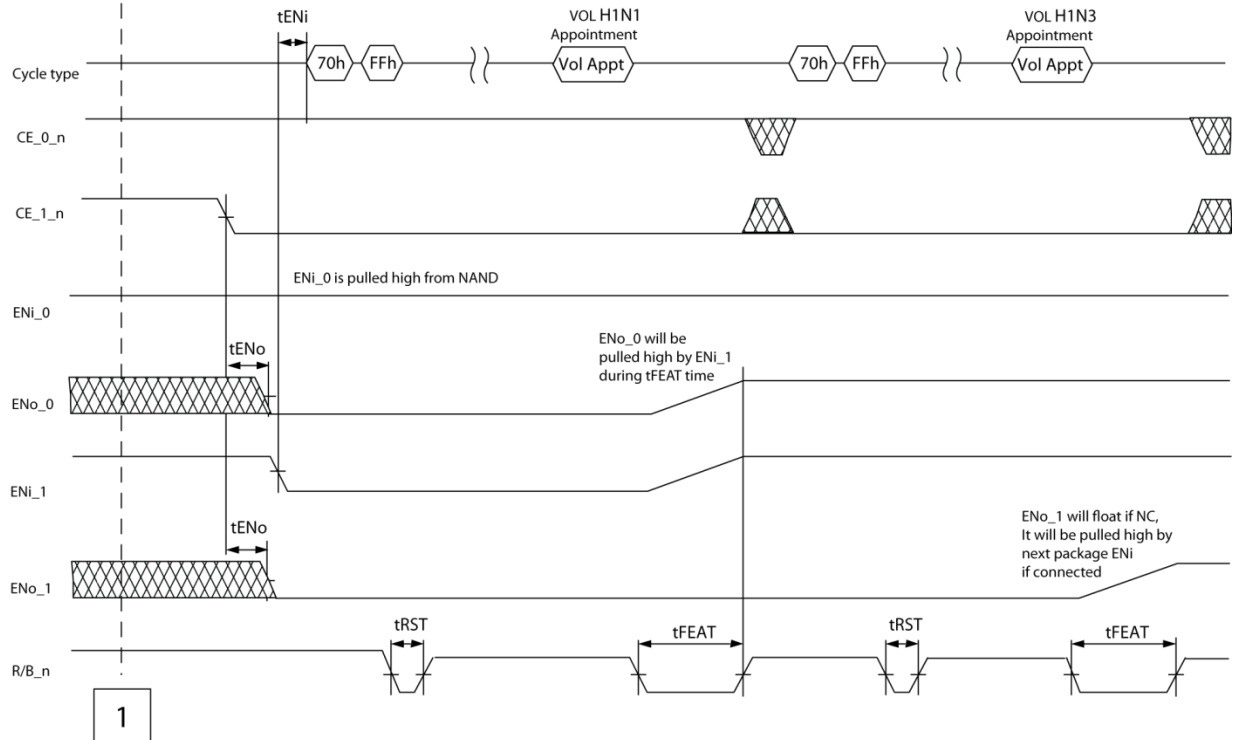 tENi
VOL H1N1
Appointment
VOL H1N3
Appointment
Cycle type
70h
FFh
Vol Appt
70h
FFh
Vol Appt
CE_0_n
CE_1_n
ENi_0 is pulled high from NAND
ENi_0
tENo
ENo_0 will be
pulled high by ENi_1
during tFEAT time
ENo_0
ENi_1
tENo
ENo_1 will float if NC,
It will be pulled high by
next package ENi
if connected
ENo_1
tRST
tFEAT
tRST
tFEAT
R/B_n
1